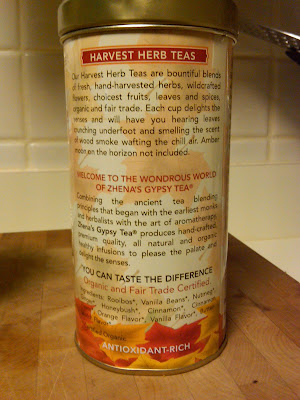 HARVEST HERB TEAS
Our Harvest Herb Teas are bountiful blends
of fresh, hand-harvested herbs, wildcrafted
flowers, choicest fruits, leaves and spices,
organic and fair trade. Each cup delights the
senses and will have you hearing leaves
crunching underfoot and smelling the scent
of wood smoke wafting the chill air. Amber
moon on the horizon not included.
WELCOME TO THE WONDROUS WORLD
OF ZHENA'S GYPSY TEA®
Combining the ancient tea blending
principles that began with the earliest monks
and herbalists with the art of aromatherapy,
Zhena's Gypsy Tea® produces hand-crafted,
premium quality, all natural and organic
healthy infusions to please the palate and
delight the senses.
YOU CAN TASTE THE DIFFERENCE
Organic and Fair Trade Certified.
Ingredients: Rooibos*, Vanilla Beans*, Nutmeg*,
Honeybush*, Cinnamon*, Cinnamon
Orange Flavor*, Vanilla Flavor*,
Organic
ANTIOXIDANT-RICH